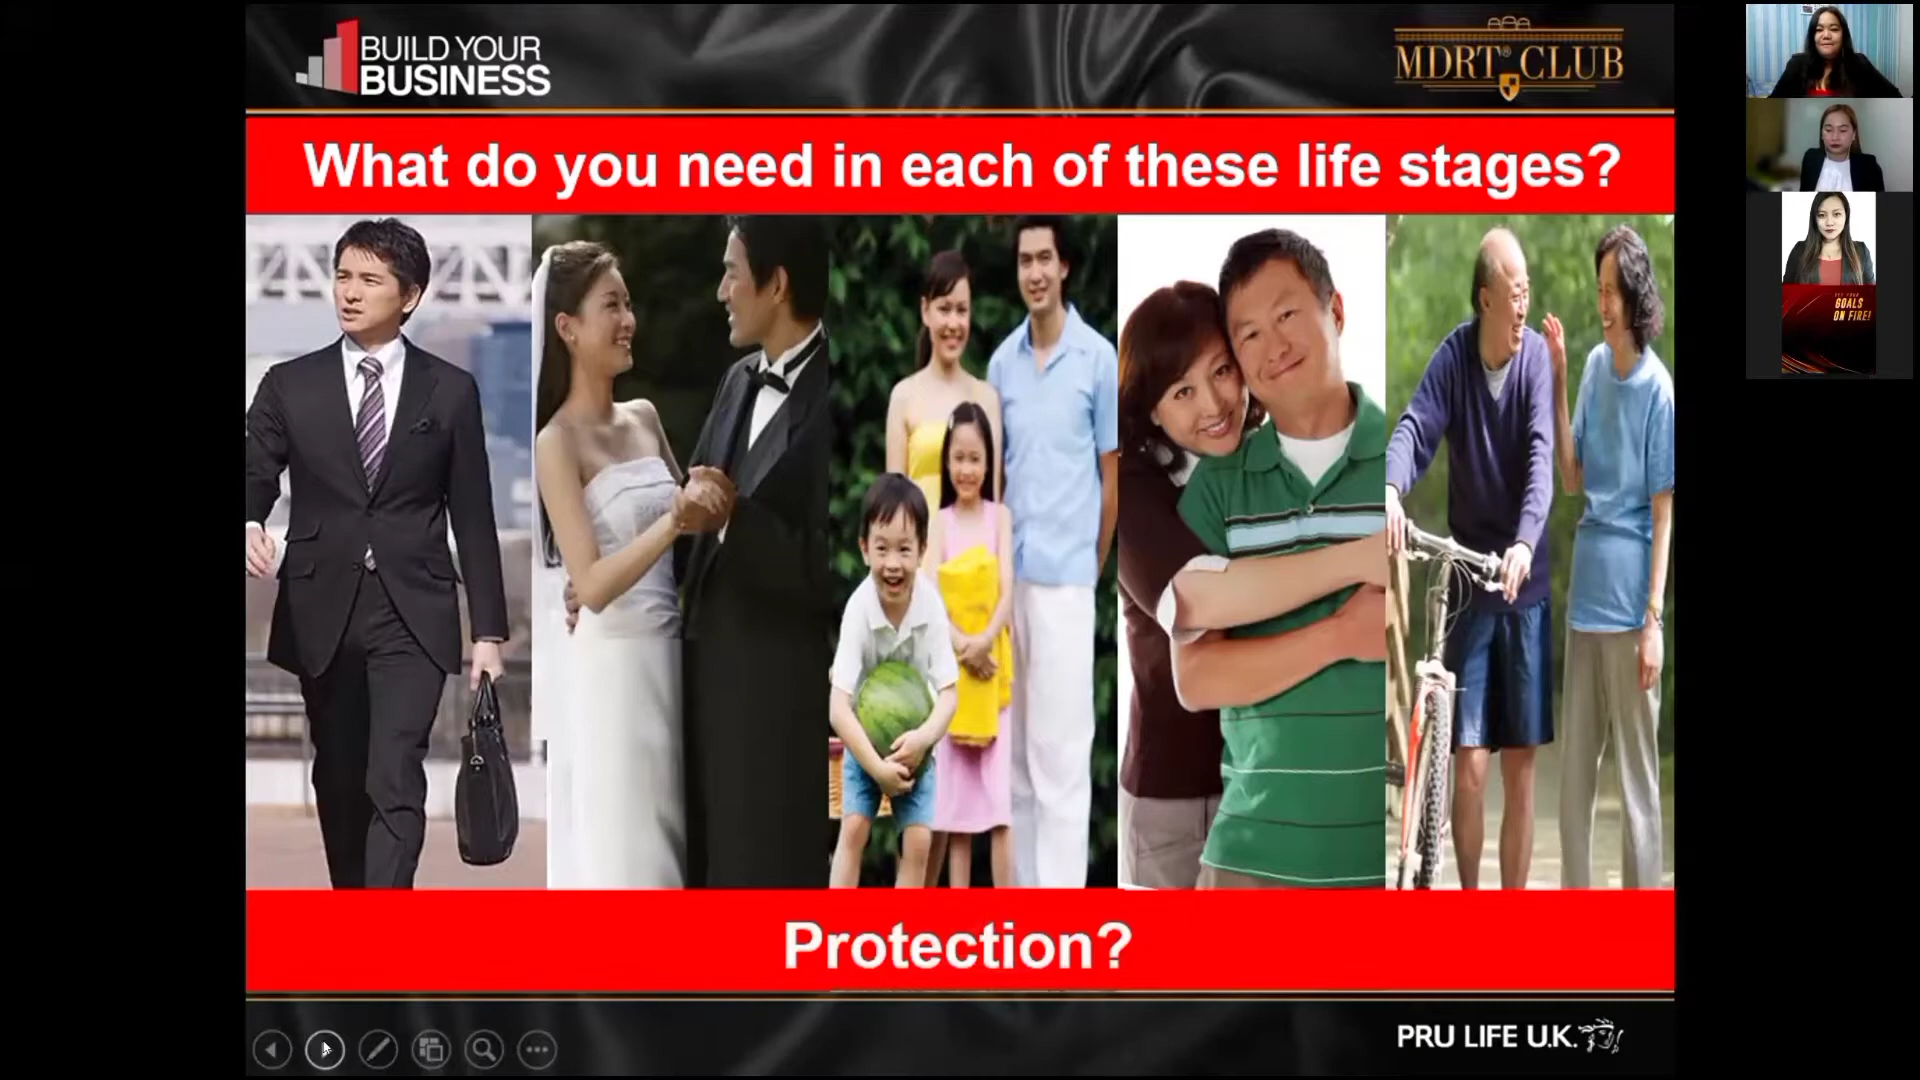 BUILD YOUR
BUSINESS
MDRT® CLUB
What do you need in each of these life stages?
GOALS
ON FIRE!
Protection?
PRU LIFE U.K.